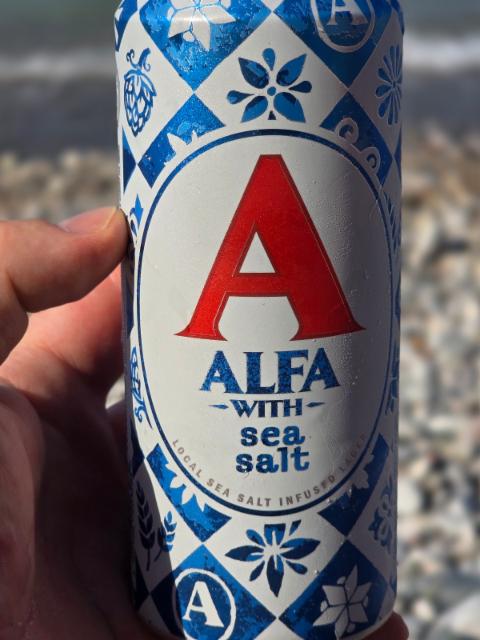 A
A
ALFA
-WITH-
sea
salt
LOCAL SEA SALT INFUSED LAGER
A